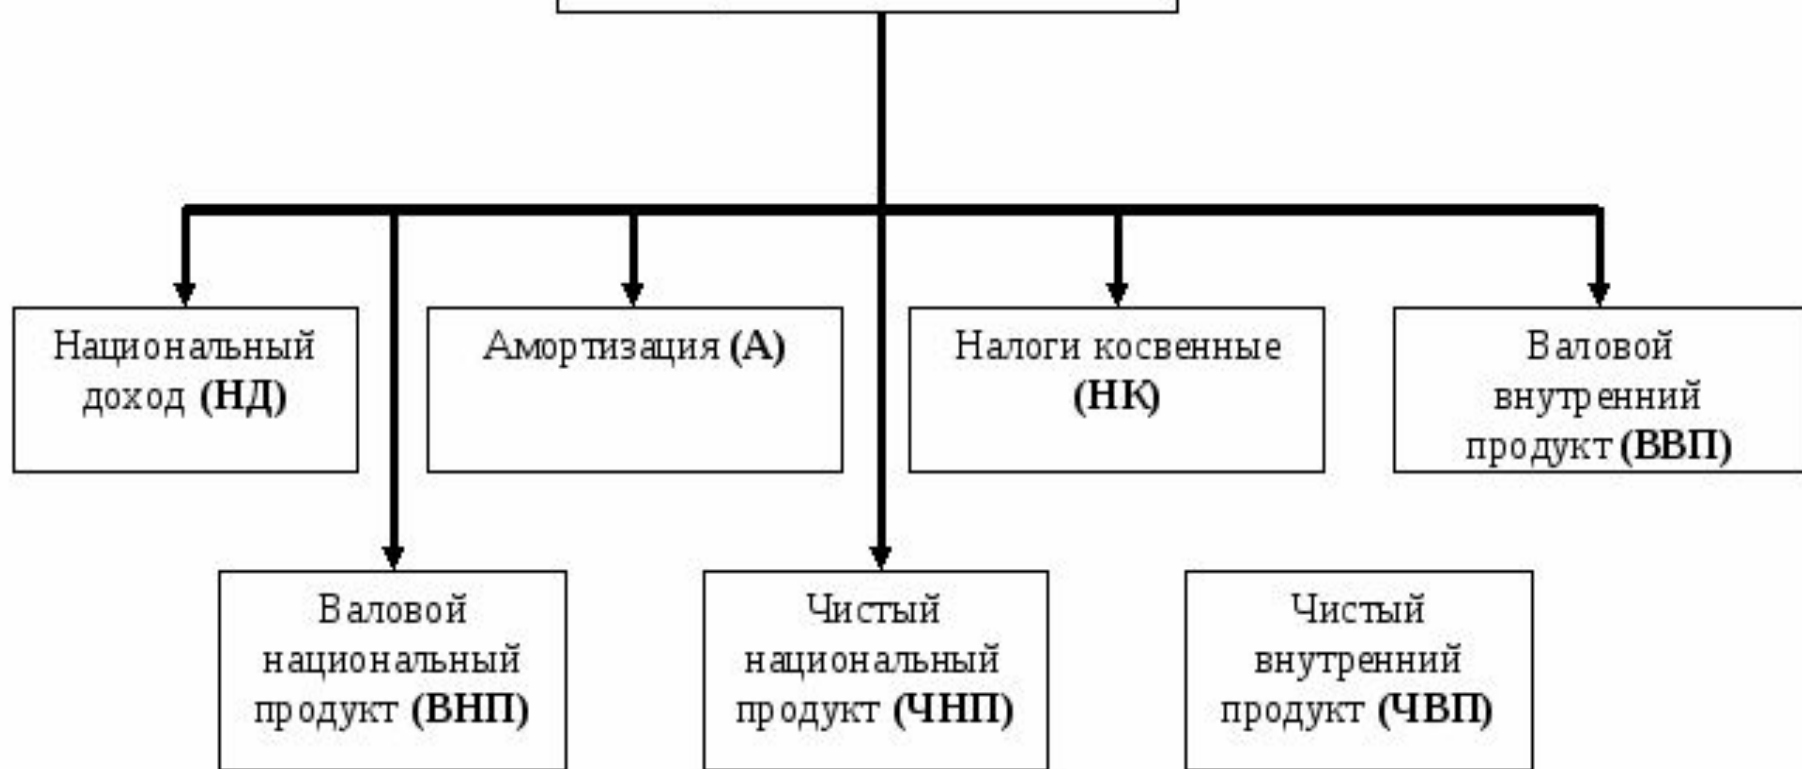 Национальный
доход (НД)
Амортизация (А)
Налоги косвенные
(НК)
Валовой
внутренний
продукт (ВВП)
Валовой
национальный
продукт (ВНП)
Чистый
национальный
продукт (ЧНП)
Чистый
внутренний
продукт (ЧВП)